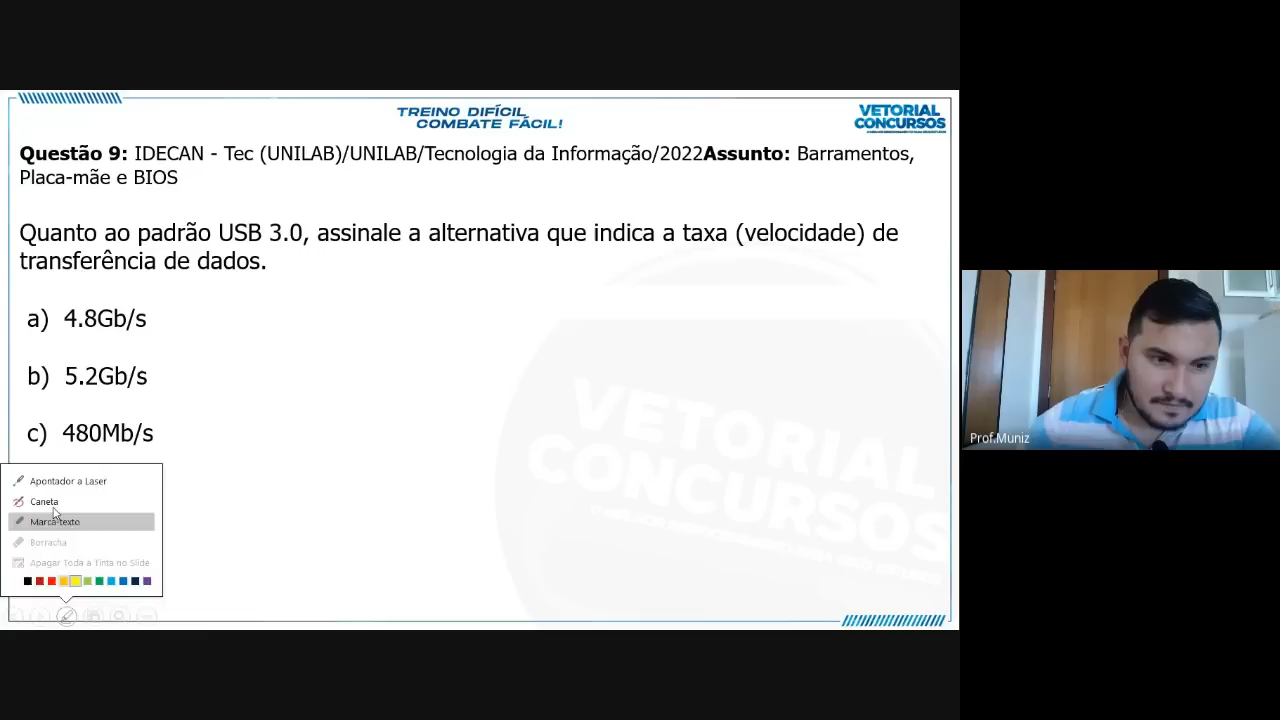 TREINO DIFÍCIL
COMBATE FÁCIL!
VETORIAL
CONCURSOS
Questão 9: IDECAN - Tec (UNILAB)/UNILAB/Tecnologia da Informação/2022Assunto: Barramentos,
Placa-mãe e BIOS
Quanto ao padrão USB 3.0, assinale a alternativa que indica a taxa (velocidade) de
transferência de dados.
a) 4.8Gb/s
b) 5.2Gb/s
c) 480Mb/s
VETORIAL
CONCURSOS
Apontador a Laser
Caneta
Marca-texto
Borracha
Apagar Toda a Tinta no Slide
Prof.Muniz